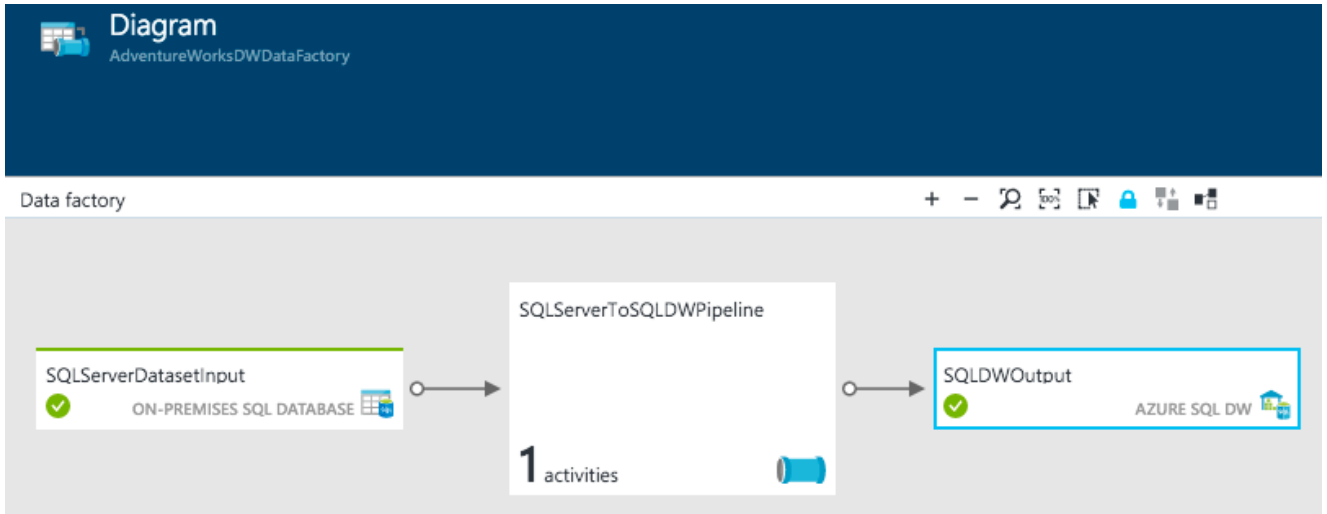 Diagram
AdventureWorksDWDataFactory
Data factory
SQLServerToSQLDWPipeline
SQLServerDatasetInput
ON-PREMISES SQL DATABASE
1 activities
SQLDWOutput
AZURE SQL DW